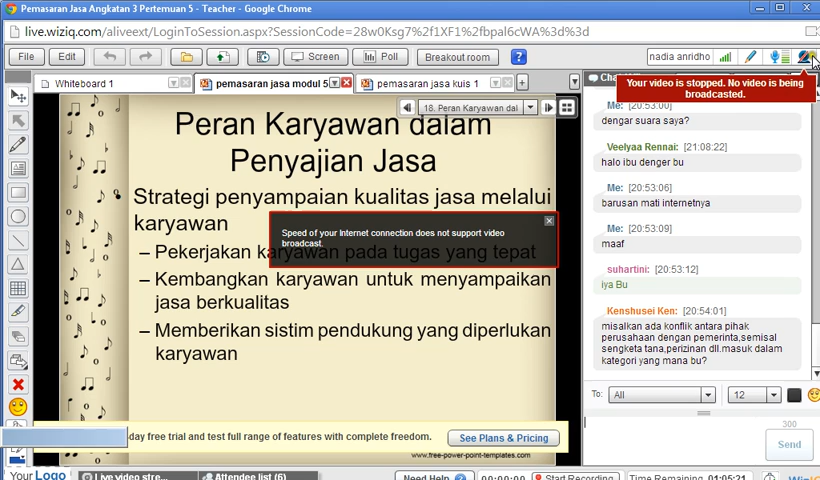 Pemasaran Jasa Angkatan 3 Pertemuan 5 - Teacher - Google Chrome
live.wiziq.com/aliveext/LoginToSession.aspx?SessionCode=28w0Ksg7%2f1XF1%2fbpal6cWA%3d%3d
File Edit Screen Poll Breakout room ? nadia anridho
Whiteboard 1 pemasaran jasa modul 5 pemasaran jasa kuis 1
18. Peran Karyawan dal
Peran Karyawan dalam
Penyajian Jasa
Strategi penyampaian kualitas jasa melalui
karyawan
– Pekerjakan karyawan pada tugas yang tepat
– Kembangkan karyawan untuk menyampaikan
jasa berkualitas
– Memberikan sistim pendukung yang diperlukan
karyawan
Speed of your Internet connection does not support video
broadcast.
-day free trial and test full range of features with complete freedom.
See Plans & Pricing
www.free-power-point-templates.com
Your video is stopped. No video is being
broadcasted.
Me: [20:53:00]
dengar suara saya?
Veelyaa Rennai: [21:08:22]
halo ibu denger bu
Me: [20:53:06]
barusan mati internetnya
Me: [20:53:09]
maaf
suhartini: [20:53:12]
iya Bu
Kenshusei Ken: [20:54:01]
misalkan ada konflik antara pihak
perusahaan dengan pemerinta,semisal
sengketa tana,perizinan dll.masuk dalam
kategori yang mana bu?
To: All 12
300
Send
Your Logo Live video stre... Attendee list (6) Need Help ? 00:00:00 Start Recording Time Remaining 01:05:21